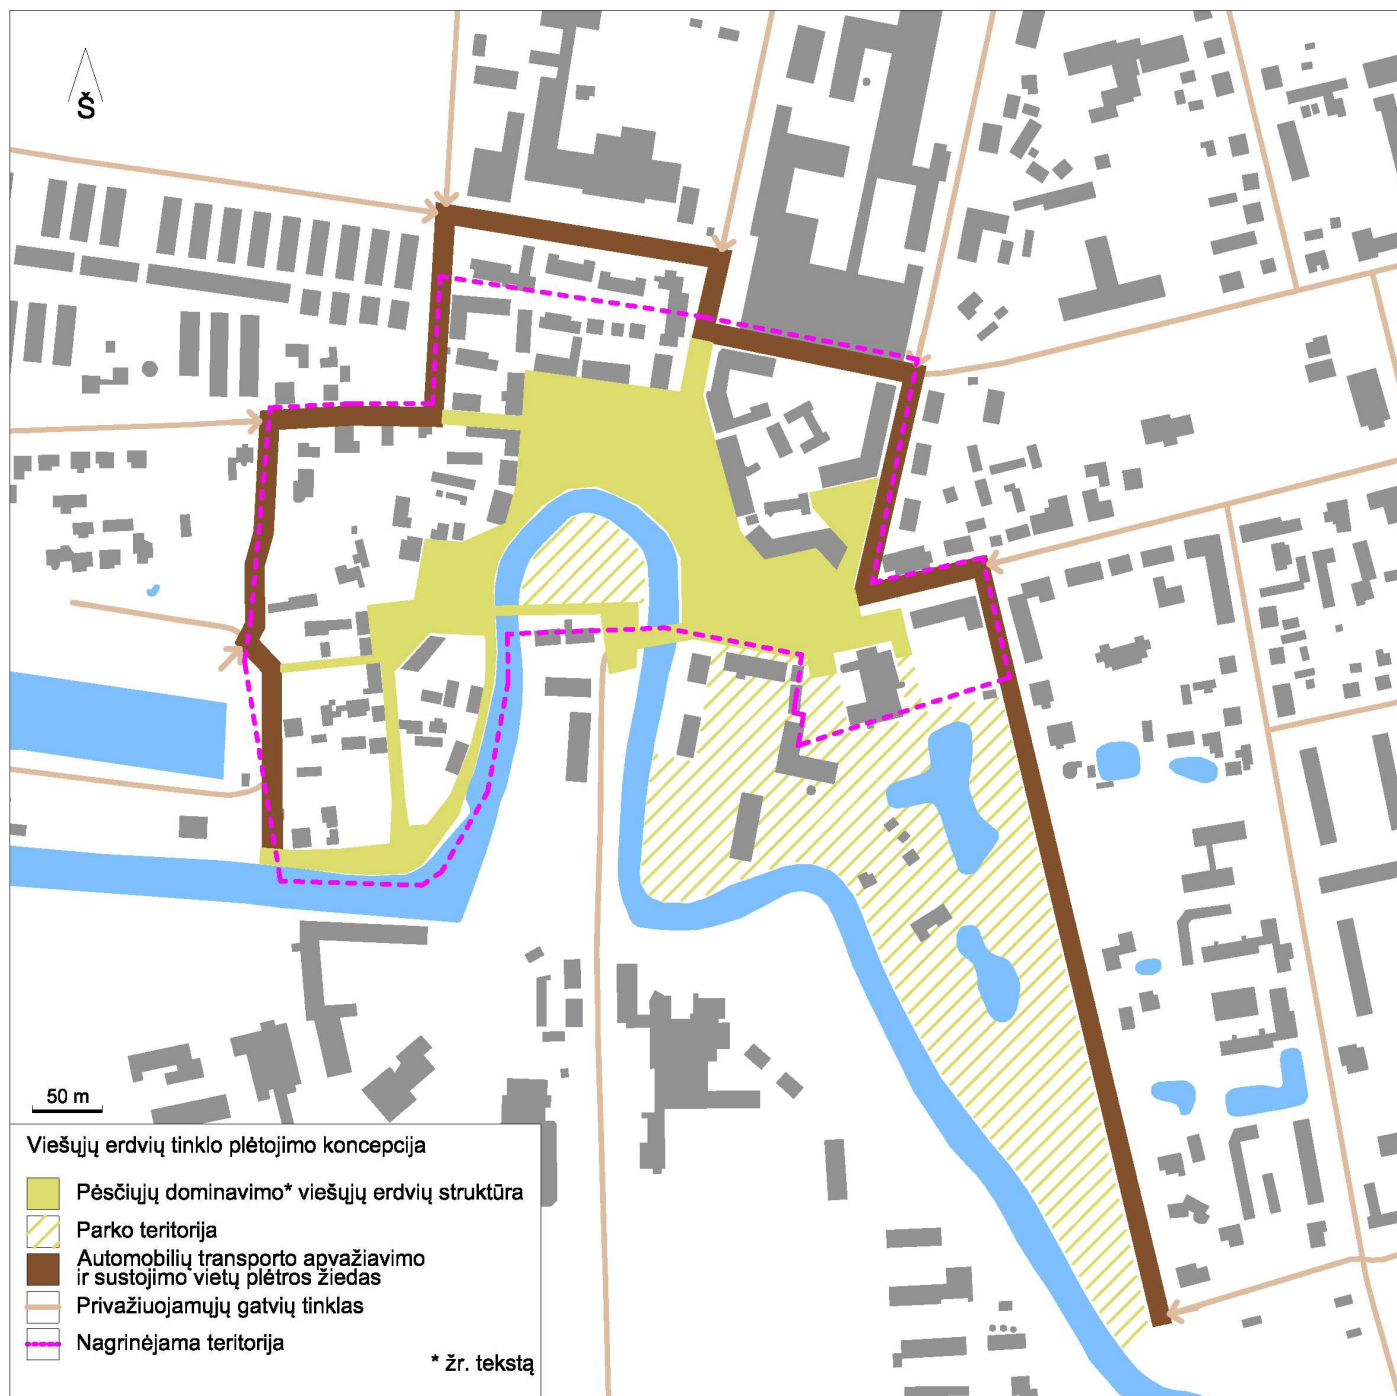 Š
50 m
Viešųjų erdvių tinklo plėtojimo koncepcija
Pėsčiųjų dominavimo* viešųjų erdvių struktūra
Parko teritorija
Automobilių transporto apvažiavimo
ir sustojimo vietų plėtros žiedas
Privažiuojamųjų gatvių tinklas
Nagrinėjama teritorija
* žr. tekstą